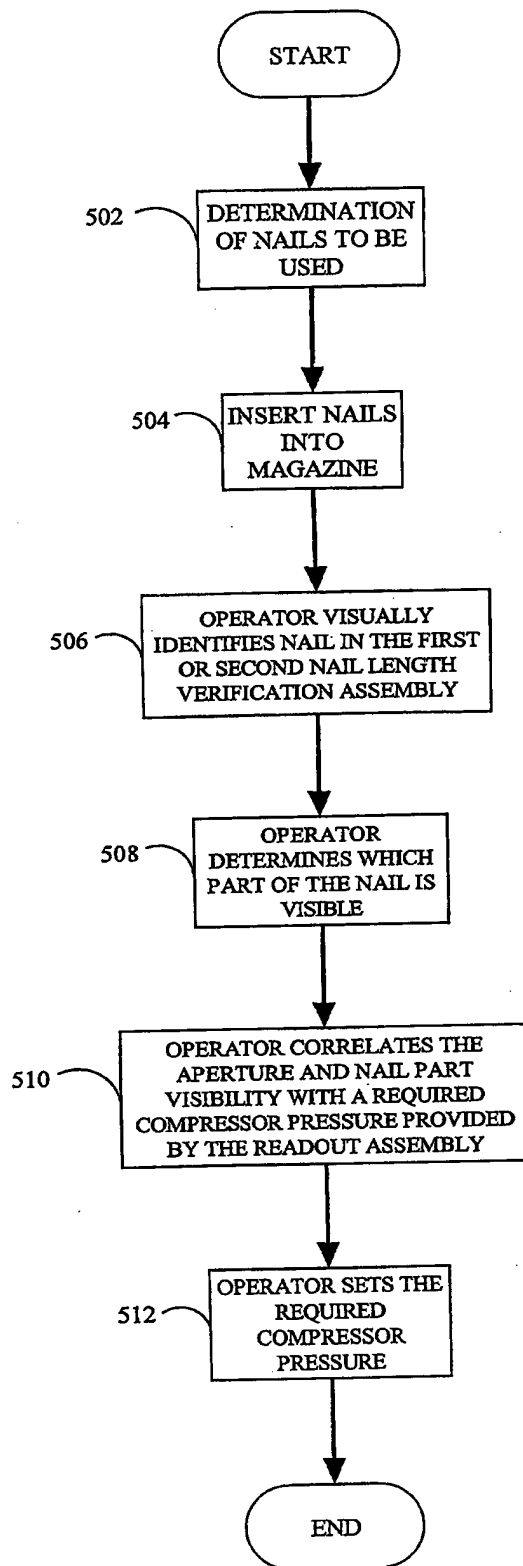 START
502
DETERMINATION
OF NAILS TO BE
USED
504
INSERT NAILS
INTO
MAGAZINE
506
OPERATOR VISUALLY
IDENTIFIES NAIL IN THE FIRST
OR SECOND NAIL LENGTH
VERIFICATION ASSEMBLY
508
OPERATOR
DETERMINES WHICH
PART OF THE NAIL IS
VISIBLE
510
OPERATOR CORRELATES THE
APERTURE AND NAIL PART
VISIBILITY WITH A REQUIRED
COMPRESSOR PRESSURE PROVIDED
BY THE READOUT ASSEMBLY
512
OPERATOR SETS THE
REQUIRED
COMPRESSOR
PRESSURE
END